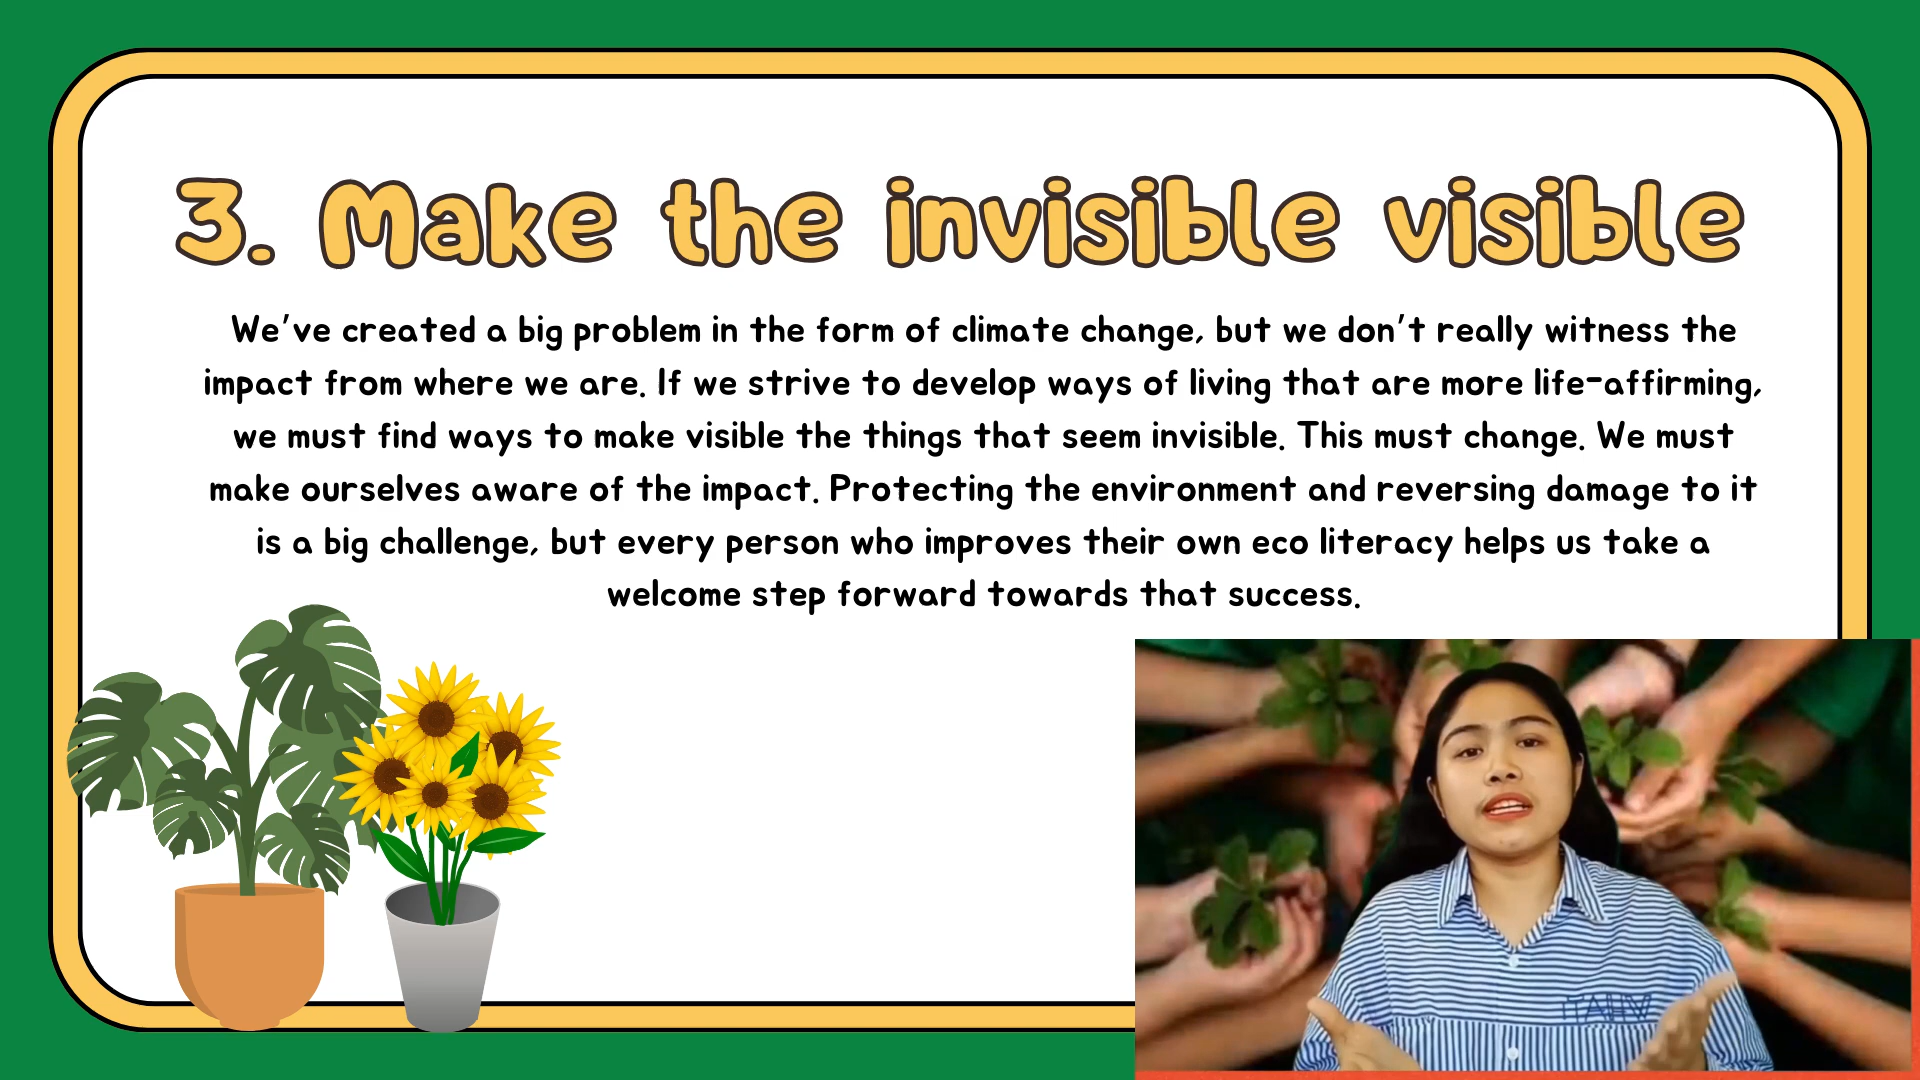 3. Make the invisible visible
We've created a big problem in the form of climate change, but we don't really witness the
impact from where we are. If we strive to develop ways of living that are more life-affirming,
we must find ways to make visible the things that seem invisible. This must change. We must
make ourselves aware of the impact. Protecting the environment and reversing damage to it
is a big challenge, but every person who improves their own eco literacy helps us take a
welcome step forward towards that success.
WHAT